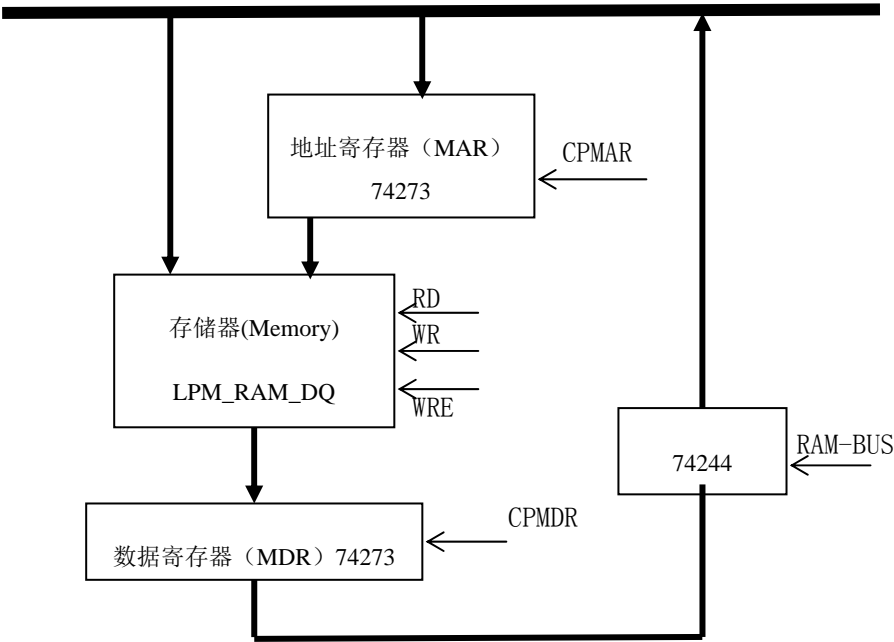 地址寄存器（MAR）
74273
CPMAR
存储器(Memory)
LPM_RAM_DQ
RD
WR
WRE
74244
RAM-BUS
数据寄存器（MDR）74273
CPMDR